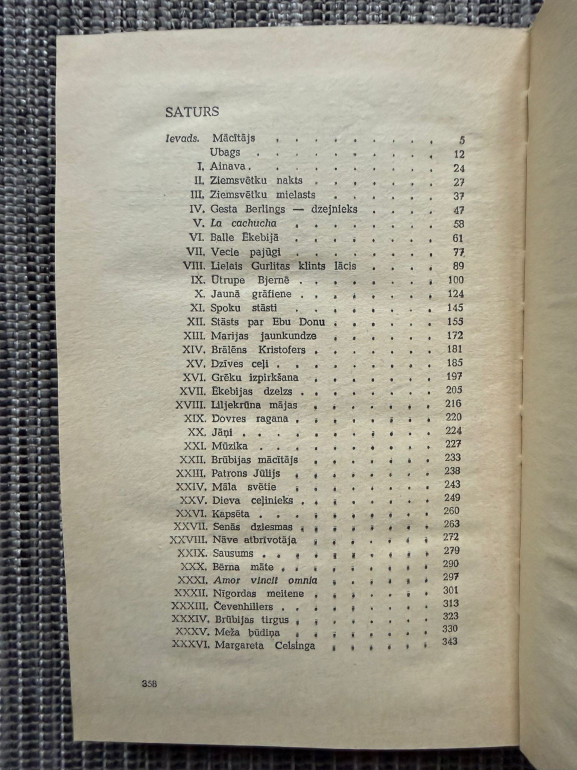 SATURS
Ievads. Mācītājs . . . . . . . . . . 5
Ubags . . . . . . . . . . 12
I. Ainava . . . . . . . . . . 24
II. Ziemsvētku nakts . . . . . . . 27
III. Ziemsvētku mielasts . . . . . . 37
IV. Gesta Berlings — dzejnieks . . . . 47
V. La cachucha . . . . . . . 58
VI. Balle Ēkebijā . . . . . . . 61
VII. Vecie pajūgi . . . . . . . 77
VIII. Lielais Gurlitas klints lācis . . . . 89
IX. Ūtrupe Bjernē . . . . . . . 100
X. Jaunā grāfiene . . . . . . . 124
XI. Spoku stāsti . . . . . . . 145
XII. Stāsts par Ebu Donu . . . . . . 155
XIII. Marijas jaunkundze . . . . . . 172
XIV. Brālēns Kristofers . . . . . . . 181
XV. Dzīves ceļi . . . . . . . 185
XVI. Grēku izpirkšana . . . . . . 197
XVII. Ēkebijas dzelzs . . . . . . . 205
XVIII. Liljekrūna mājas . . . . . . . 216
XIX. Dovres ragana . . . . . . . 220
XX. Jāņi . . . . . . . . . . 224
XXI. Mūzika . . . . . . . . . 227
XXII. Brūbijas mācītājs . . . . . . 233
XXIII. Patrons Jūlijs . . . . . . . 238
XXIV. Māla svētie . . . . . . . 243
XXV. Dieva ceļinieks . . . . . . . 249
XXVI. Kapsēta . . . . . . . . . 260
XXVII. Senās dziesmas . . . . . . . 263
XXVIII. Nāve atbrīvotāja . . . . . . . 272
XXIX. Sausums . . . . . . . . 279
XXX. Bērna māte . . . . . . . . 290
XXXI. Amor vincit omnia . . . . . . 297
XXXII. Nīgordas meitene . . . . . . . 301
XXXIII. Čevenhillers . . . . . . . . 313
XXXIV. Brūbijas tirgus . . . . . . . 323
XXXV. Meža būdiņa . . . . . . . 330
XXXVI. Margareta Celsinga . . . . . . 343
358